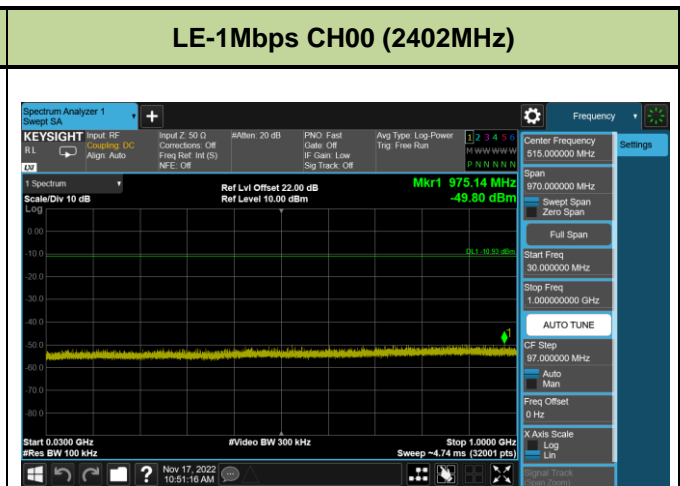 LE-1Mbps CH00 (2402MHz)
Spectrum Analyzer 1
Swept SA
+
Frequency
KEYSIGHT
RL
LXI
Input: RF
Coupling: DC
Align: Auto
Input Z: 50 Ω
Corrections: Off
Freq Ref: Int (S)
NFE: Off
#Atten: 20 dB
PNO: Fast
Gate: Off
IF Gain: Low
Sig Track: Off
Avg Type: Log-Power
Trig: Free Run
1 2 3 4 5 6
M W W W W W
P N N N N N
Center Frequency
515.000000 MHz
Settings
1 Spectrum
Scale/Div 10 dB
Ref Lvl Offset 22.00 dB
Ref Level 10.00 dBm
Mkr1 975.14 MHz
-49.80 dBm
Span
970.000000 MHz
Swept Span
Zero Span
Full Span
Start Freq
30.000000 MHz
Stop Freq
1.000000000 GHz
AUTO TUNE
CF Step
97.000000 MHz
Auto
Man
Freq Offset
0 Hz
X Axis Scale
Log
Lin
Signal Track
(Span Zoom)
Log
0.00
-10.0
DL1 -10.93 dBm
-20.0
-30.0
-40.0
-50.0
1
-60.0
-70.0
-80.0
Start 0.0300 GHz
#Res BW 100 kHz
#Video BW 300 kHz
Stop 1.0000 GHz
Sweep ~4.74 ms (32001 pts)
?
Nov 17, 2022
10:51:16 AM